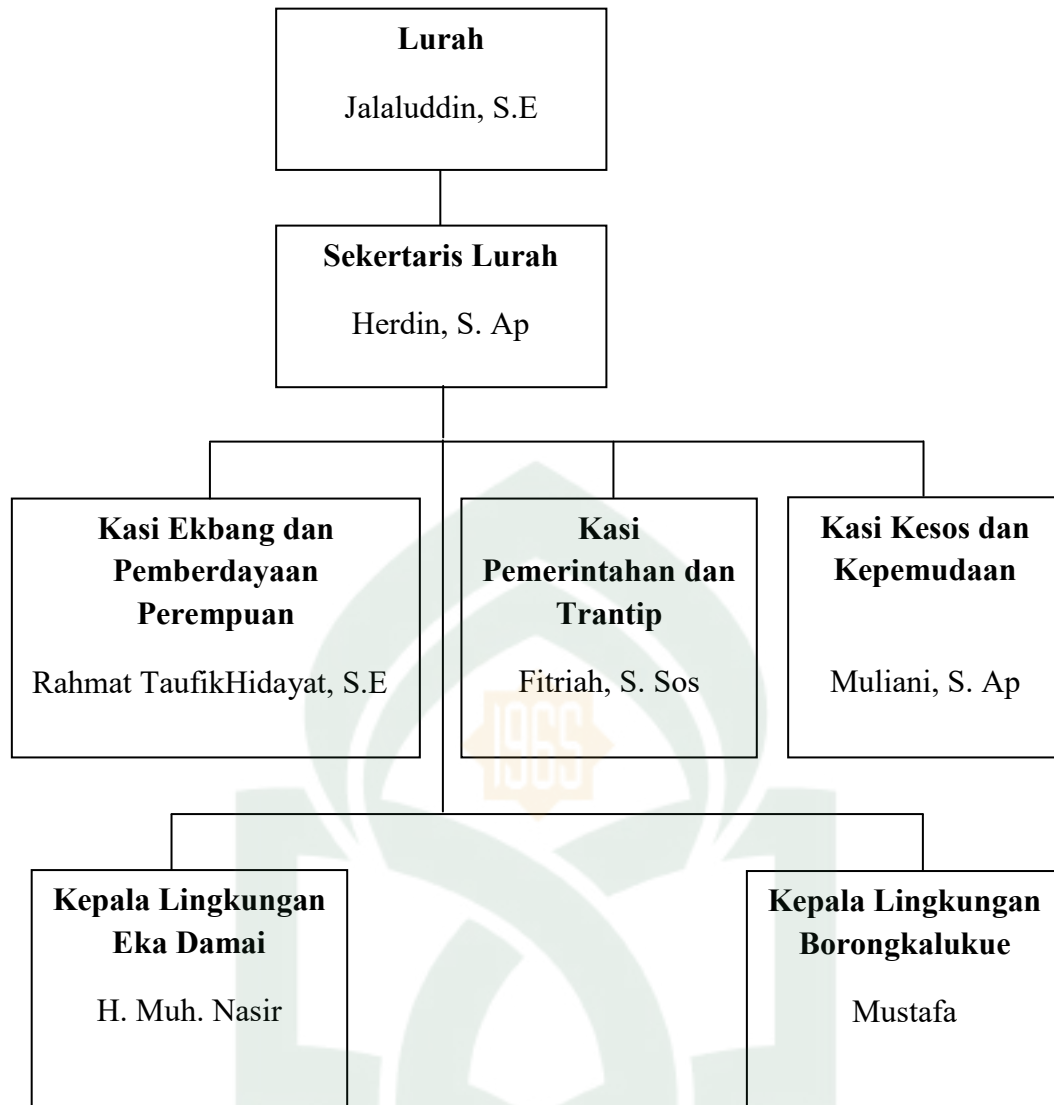 Lurah
Jalaluddin, S.E
Sekertaris Lurah
Herdin, S. Ap
Kasi Ekbang dan
Pemberdayaan
Perempuan
Rahmat TaufikHidayat, S.E
Kasi
Pemerintahan dan
Trantip
Fitriah, S. Sos
Kasi Kesos dan
Kepemudaan
Muliani, S. Ap
1965
Kepala Lingkungan
Eka Damai
H. Muh. Nasir
Kepala Lingkungan
Borongkalukue
Mustafa